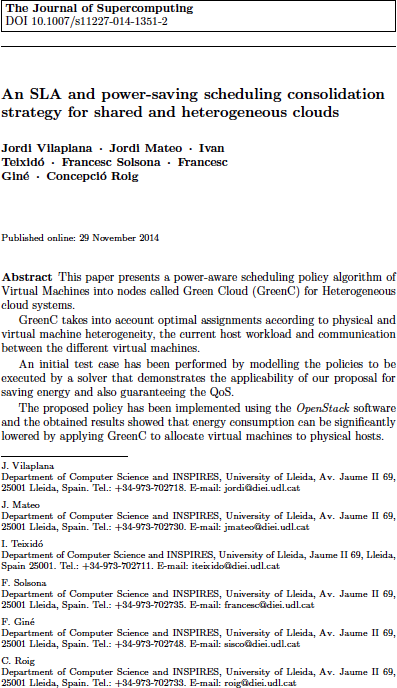 The Journal of Supercomputing
DOI 10.1007/s11227-014-1351-2
An SLA and power-saving scheduling consolidation
strategy for shared and heterogeneous clouds
Jordi Vilaplana · Jordi Mateo · Ivan
Teixidó · Francesc Solsona · Francesc
Giné · Concepció Roig
Published online: 29 November 2014
Abstract This paper presents a power-aware scheduling policy algorithm of
Virtual Machines into nodes called Green Cloud (GreenC) for Heterogeneous
cloud systems.
GreenC takes into account optimal assignments according to physical and
virtual machine heterogeneity, the current host workload and communication
between the different virtual machines.
An initial test case has been performed by modelling the policies to be
executed by a solver that demonstrates the applicability of our proposal for
saving energy and also guaranteeing the QoS.
The proposed policy has been implemented using the OpenStack software
and the obtained results showed that energy consumption can be significantly
lowered by applying GreenC to allocate virtual machines to physical hosts.
J. Vilaplana
Department of Computer Science and INSPIRES, University of Lleida, Av. Jaume II 69,
25001 Lleida, Spain. Tel.: +34-973-702718. E-mail: jordi@diei.udl.cat
J. Mateo
Department of Computer Science and INSPIRES, University of Lleida, Av. Jaume II 69,
25001 Lleida, Spain. Tel.: +34-973-702730. E-mail: jmateo@diei.udl.cat
I. Teixidó
Department of Computer Science and INSPIRES, University of Lleida, Jaume II 69, Lleida,
Spain 25001. Tel.: +34-973-702711. E-mail: iteixido@diei.udl.cat
F. Solsona
Department of Computer Science and INSPIRES, University of Lleida, Av. Jaume II 69,
25001 Lleida, Spain. Tel.: +34-973-702735. E-mail: francesc@diei.udl.cat
F. Giné
Department of Computer Science and INSPIRES, University of Lleida, Av. Jaume II 69,
25001 Lleida, Spain. Tel.: +34-973-702748. E-mail: sisco@diei.udl.cat
C. Roig
Department of Computer Science and INSPIRES, University of Lleida, Av. Jaume II 69,
25001 Lleida, Spain. Tel.: +34-973-702733. E-mail: roig@diei.udl.cat